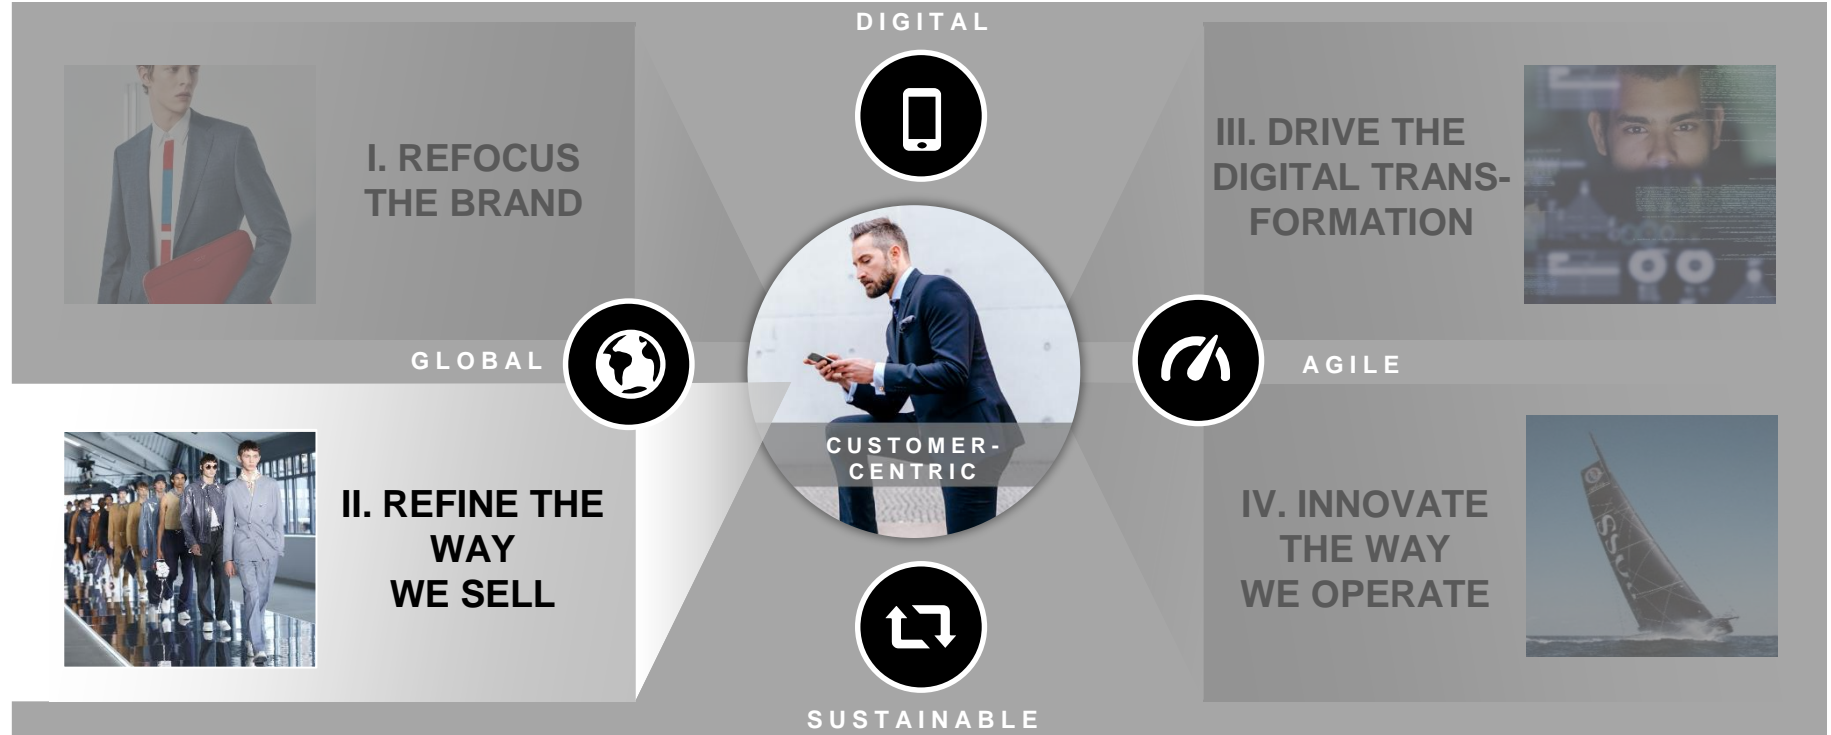 DIGITAL
I. REFOCUS
THE BRAND
III. DRIVE THE
DIGITAL TRANS-
FORMATION
GLOBAL
AGILE
CUSTOMER-
CENTRIC
II. REFINE THE
WAY
WE SELL
IV. INNOVATE
THE WAY
WE OPERATE
SUSTAINABLE